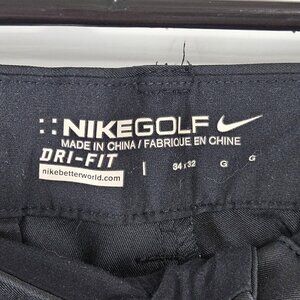 NIKEGOLF
MADE IN CHINA / FABRIQUE EN CHINE
DRI-FIT
34 x 32 G G
nikebetterworld.com